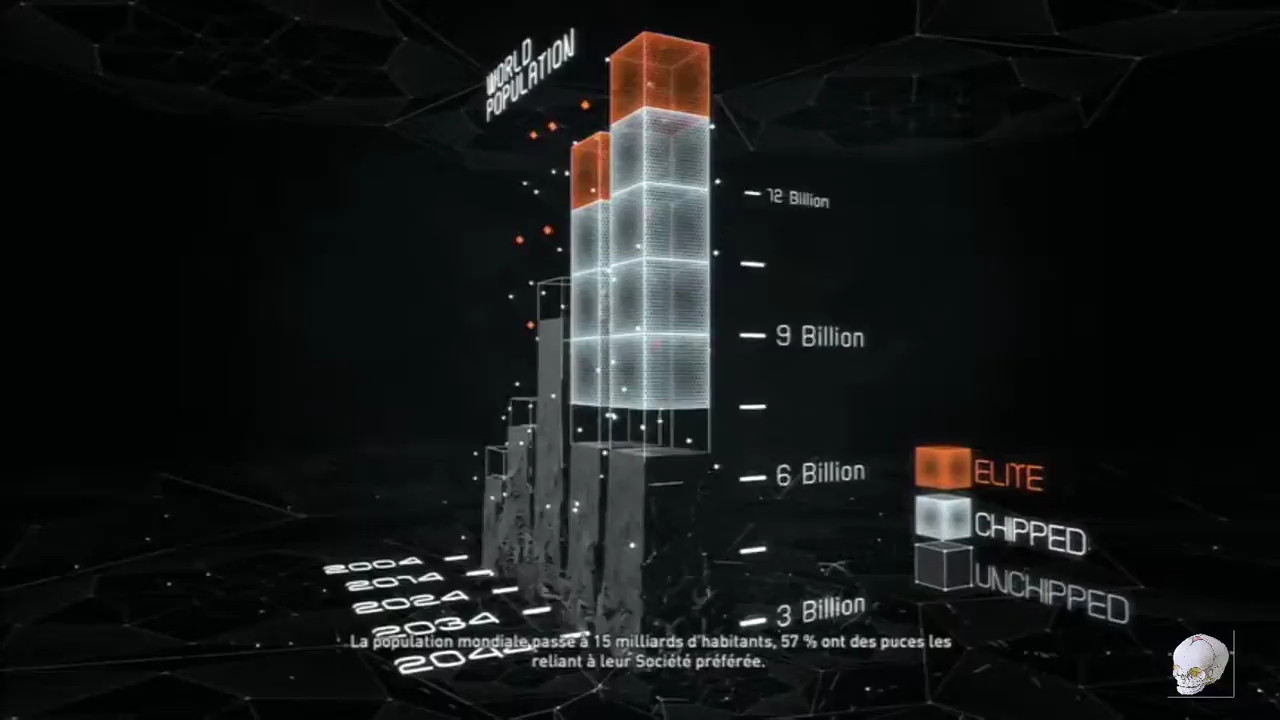 WORLD
POPULATION
12 Billion
9 Billion
6 Billion
3 Billion
ELITE
CHIPPED
UNCHIPPED
2004
2014
2024
2034
La population mondiale passe à 15 milliards d'habitants, 57 % ont des puces les
reliant à leur Société préférée.